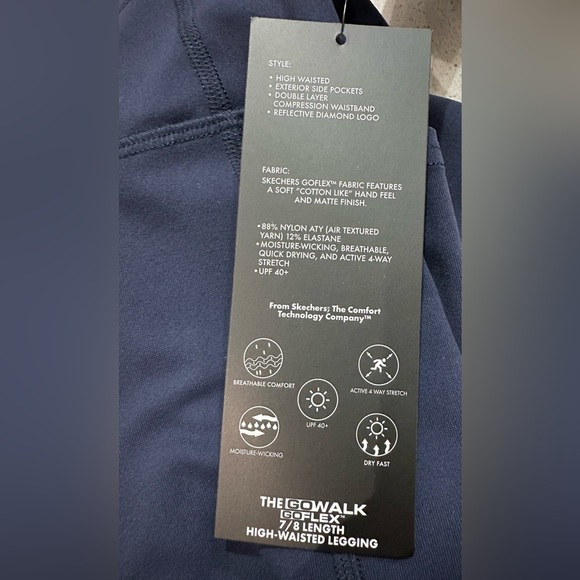 STYLE:
• HIGH WAISTED
• EXTERIOR SIDE POCKETS
• DOUBLE LAYER
COMPRESSION WAISTBAND
• REFLECTIVE DIAMOND LOGO
FABRIC:
SKECHERS GOFLEX™ FABRIC FEATURES
A SOFT "COTTON LIKE" HAND FEEL
AND MATTE FINISH.
• 88% NYLON ATY (AIR TEXTURED
YARN) 12% ELASTANE
• MOISTURE-WICKING, BREATHABLE,
QUICK DRYING, AND ACTIVE 4-WAY
STRETCH
• UPF 40+
From Skechers; The Comfort
Technology Company™
BREATHABLE COMFORT
ACTIVE 4 WAY STRETCH
UPF 40+
MOISTURE-WICKING
DRY FAST
THE GOWALK
GOFLEX™
7/8 LENGTH
HIGH-WAISTED LEGGING